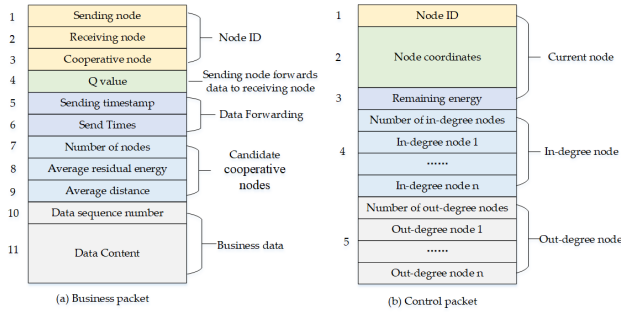 1 Sending node
2 Receiving node
3 Cooperative node
Node ID
4 Q value
Sending node forwards
data to receiving node
5 Sending timestamp
6 Send Times
Data Forwarding
7 Number of nodes
8 Average residual energy
9 Average distance
Candidate
cooperative
nodes
10 Data sequence number
11 Data Content
Business data
(a) Business packet
1 Node ID
2 Node coordinates
3 Remaining energy
Current node
4
Number of in-degree nodes
In-degree node 1
······
In-degree node n
In-degree node
5
Number of out-degree nodes
Out-degree node 1
······
Out-degree node n
Out-degree node
(b) Control packet